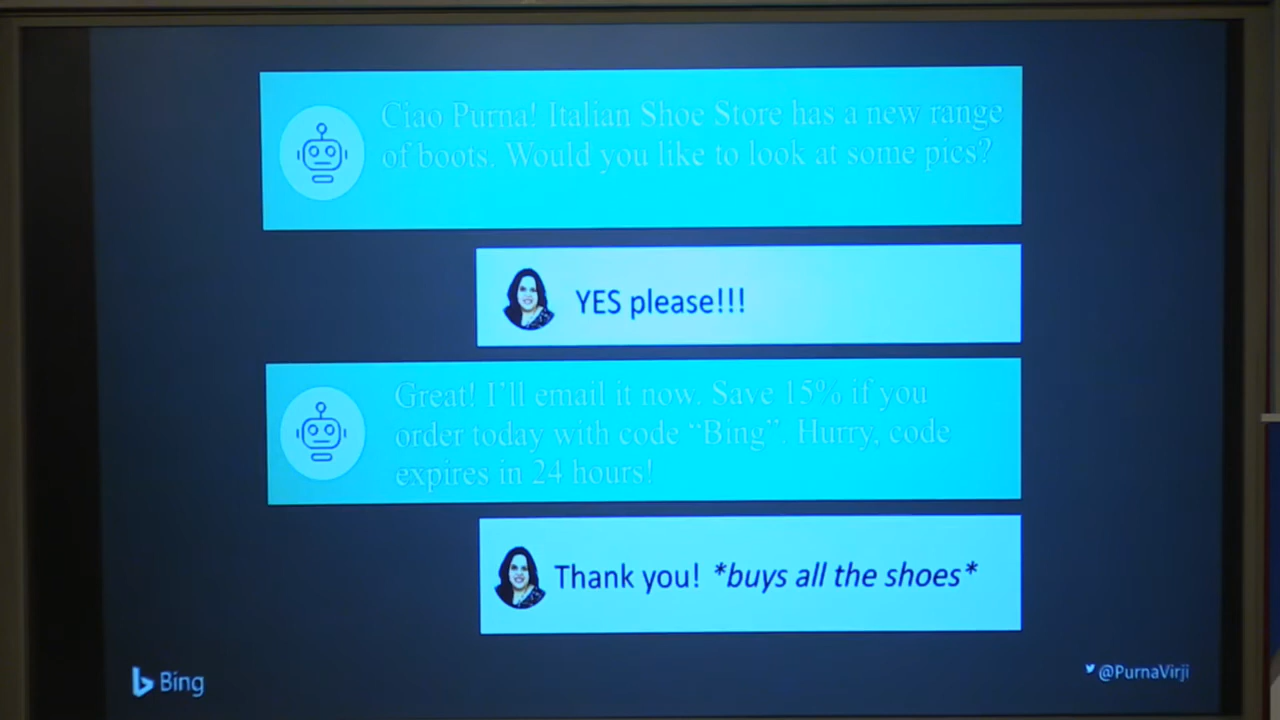 Ciao Purna! Italian Shoe Store has a new range
of boots. Would you like to look at some pics?
YES please!!!
Great! I’ll email it now. Save 15% if you
order today with code “Bing”. Hurry, code
expires in 24 hours!
Thank you! *buys all the shoes*
Bing
@PurnaVirji